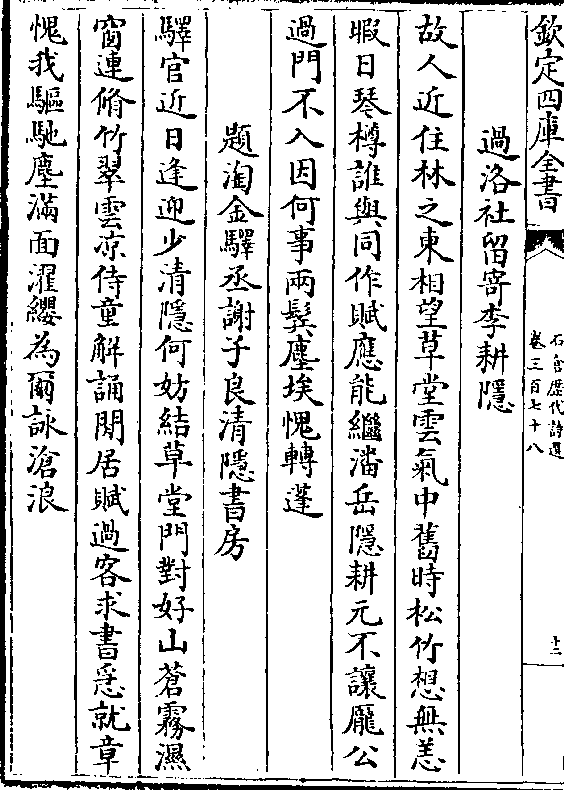 欽定四庫全書
石倉歷代詩選
卷三百七十八
十二
過洛社留寄李耕隱
故人近住林之東相望草堂雲氣中舊時松竹想無恙
暇日琴樽誰與同作賦應能繼潘岳隱耕元不讓龎公
過門不入因何事兩鬂塵埃愧轉蓬
題淘金驛丞謝子良清隱書房
驛官近日逢迎少清隱何妨結草堂門對好山蒼霧濕
窗連脩竹翠雲凉侍童解誦閒居賦過客求書急就章
愧我驅馳塵滿面濯纓為爾詠滄浪